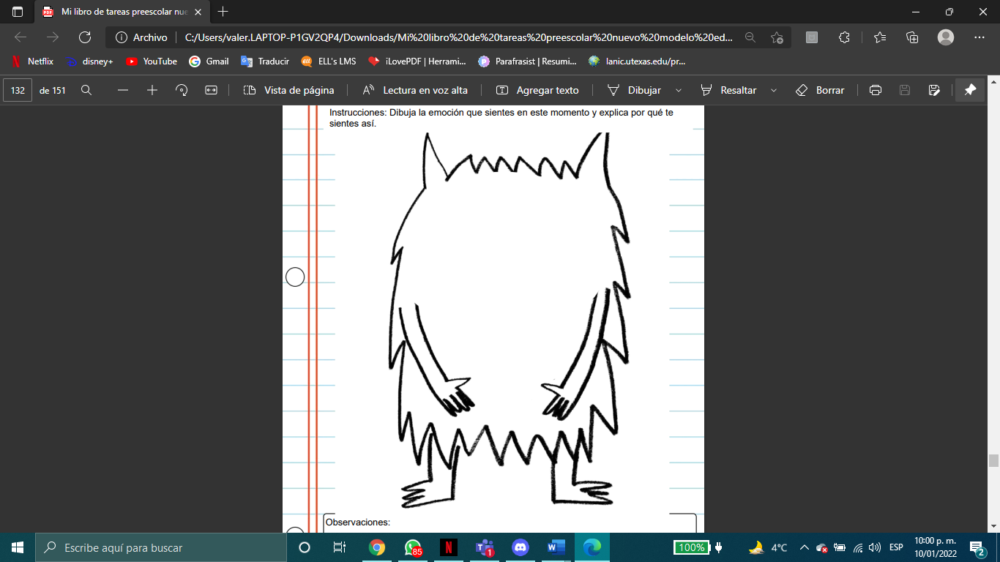 Mi libro de tareas preescolar nue
Archivo
C:/Users/valer.LAPTOP-P1GV2QP4/Downloads/Mi%20libro%20de%20tareas%20preescolar%20nuevo%20modelo%20ed...
Netflix
disney+
YouTube
Gmail
Traducir
ELL's LMS
iLovePDF | Herrami...
Parafrasist | Resumi...
lanic.utexas.edu/pr...
132 de 151
Vista de página
Lectura en voz alta
Agregar texto
Dibujar
Resaltar
Borrar
Instrucciones: Dibuja la emoción que sientes en este momento y explica por qué te
sientes así.
Observaciones:
Escribe aquí para buscar
85
1
100%
4°C
ESP
10:00 p. m.
10/01/2022
2